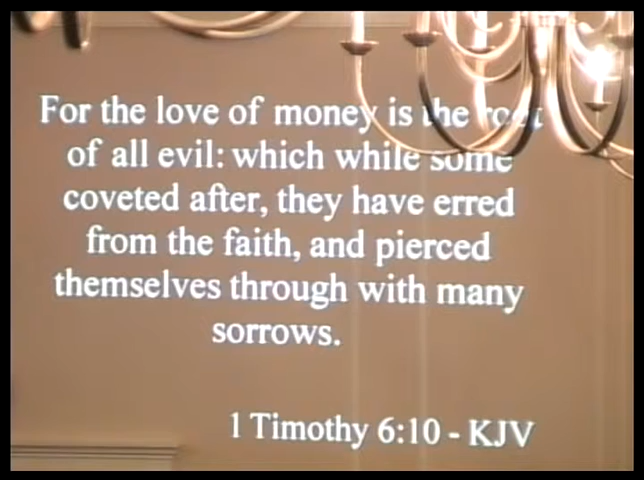 For the love of money is the root
of all evil: which while some
coveted after, they have erred
from the faith, and pierced
themselves through with many
sorrows.
1 Timothy 6:10 - KJV